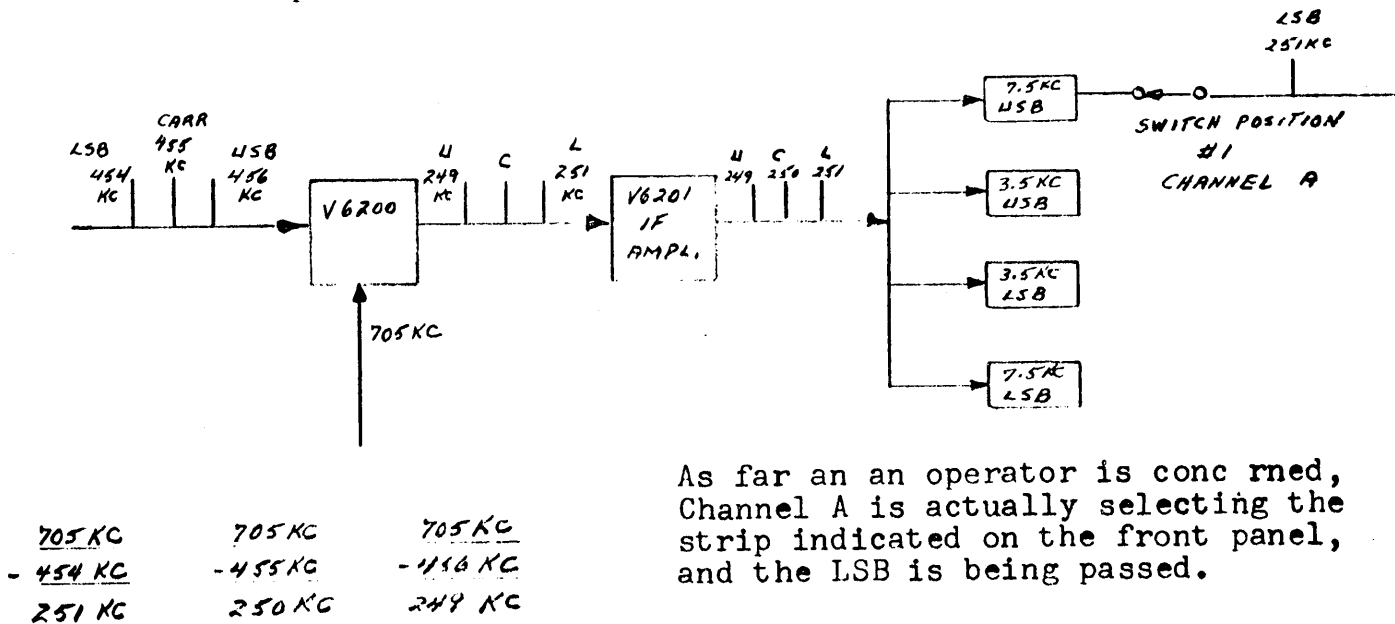 LSB
251KC
LSB
454
KC
CARR
455
KC
USB
456
KC
V6200
U
249
KC
C
L
251
KC
V6201
IF
AMPL.
U
249
C
250
L
251
7.5KC
USB
3.5KC
USB
3.5KC
LSB
7.5KC
LSB
SWITCH POSITION
#1
CHANNEL A
705KC
705KC
- 454 KC
251 KC
705KC
-455KC
250KC
705KC
-456KC
249 KC
As far an an operator is conc rned,
Channel A is actually selecting the
strip indicated on the front panel,
and the LSB is being passed.